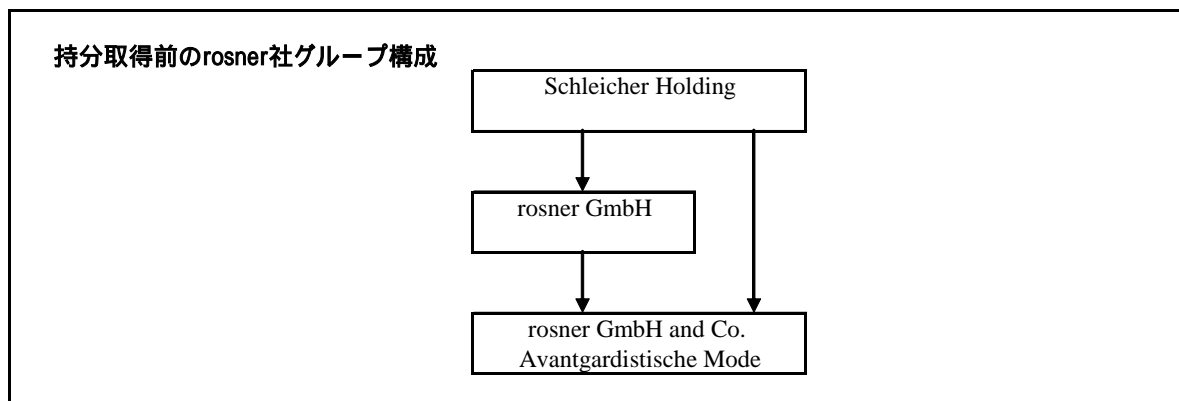 持分取得前のrosner社グループ構成
Schleicher Holding
rosner GmbH
rosner GmbH and Co.
Avantgardistische Mode